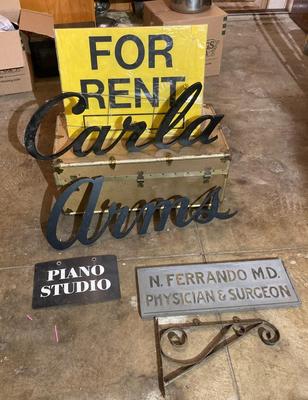 FOR
RENT
Carla
Arms
PIANO
STUDIO
N. FERRANDO M.D.
PHYSICIAN & SURGEON